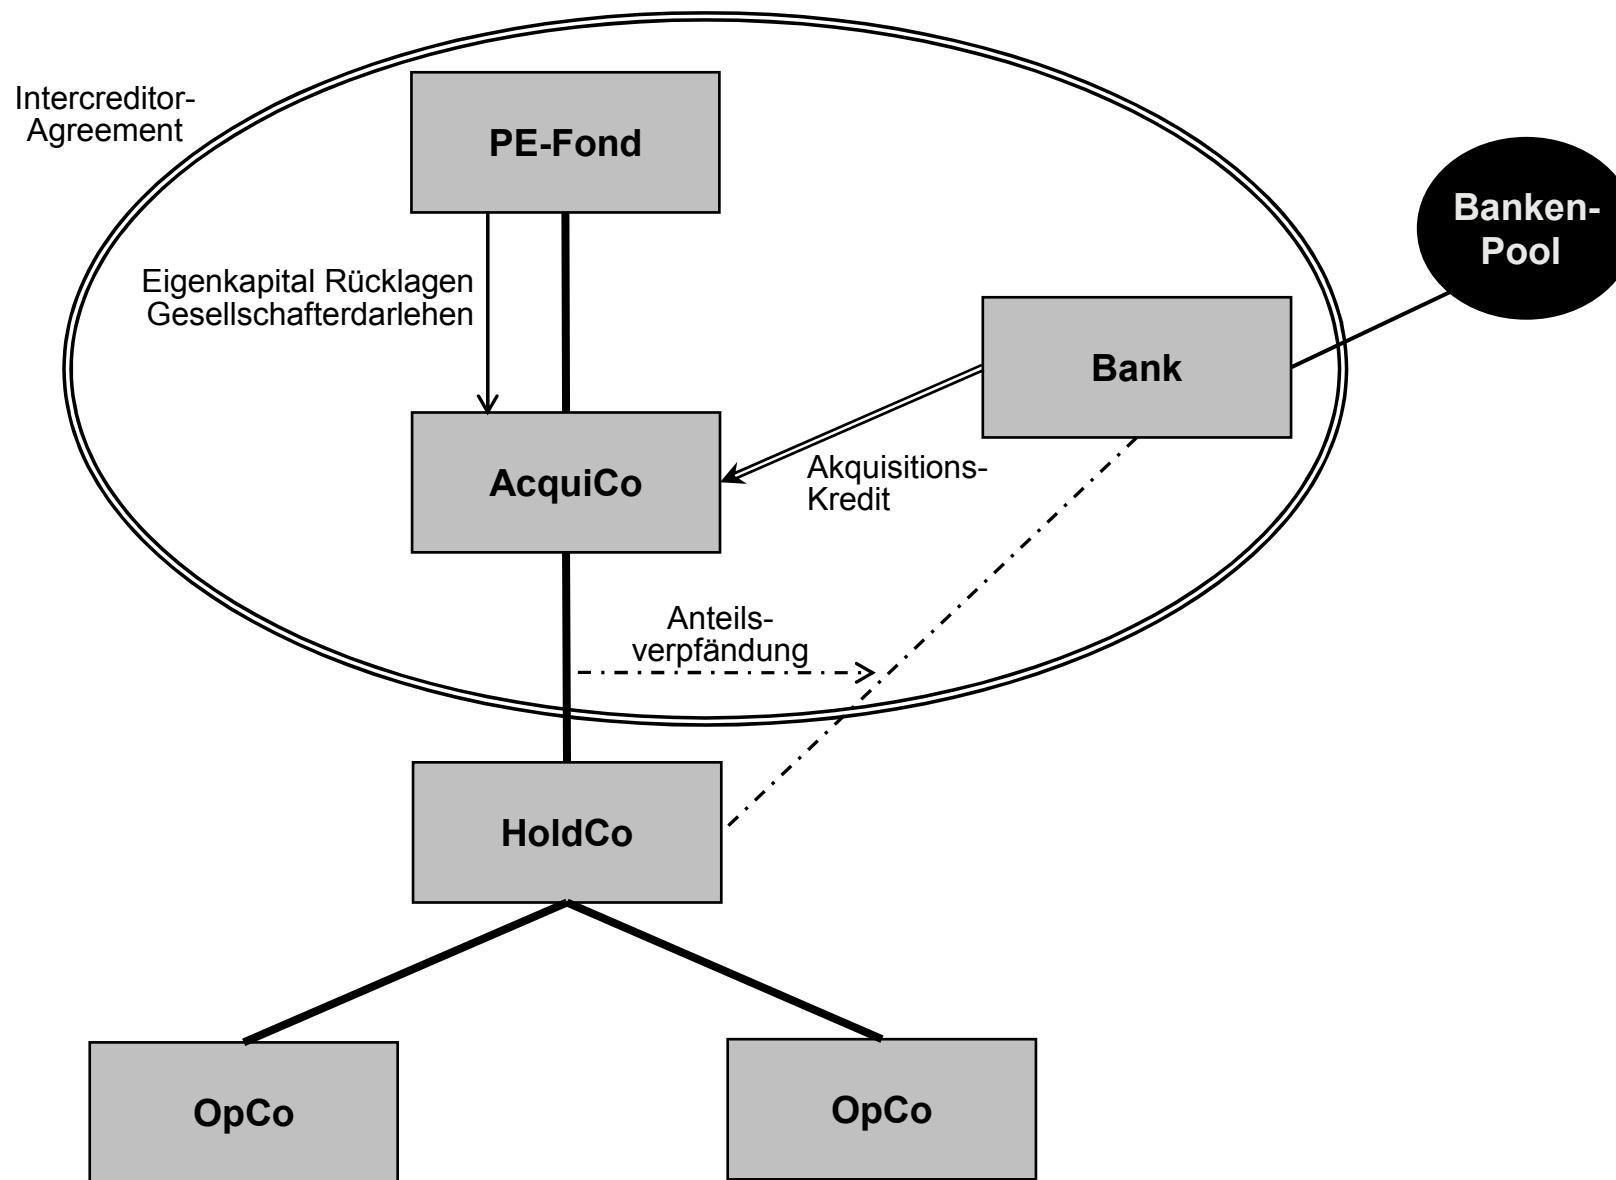 Intercreditor-
Agreement
PE-Fond
Banken-
Pool
Eigenkapital Rücklagen
Gesellschafterdarlehen
Bank
AcquiCo
Akquisitions-
Kredit
Anteils-
verpfändung
HoldCo
OpCo
OpCo